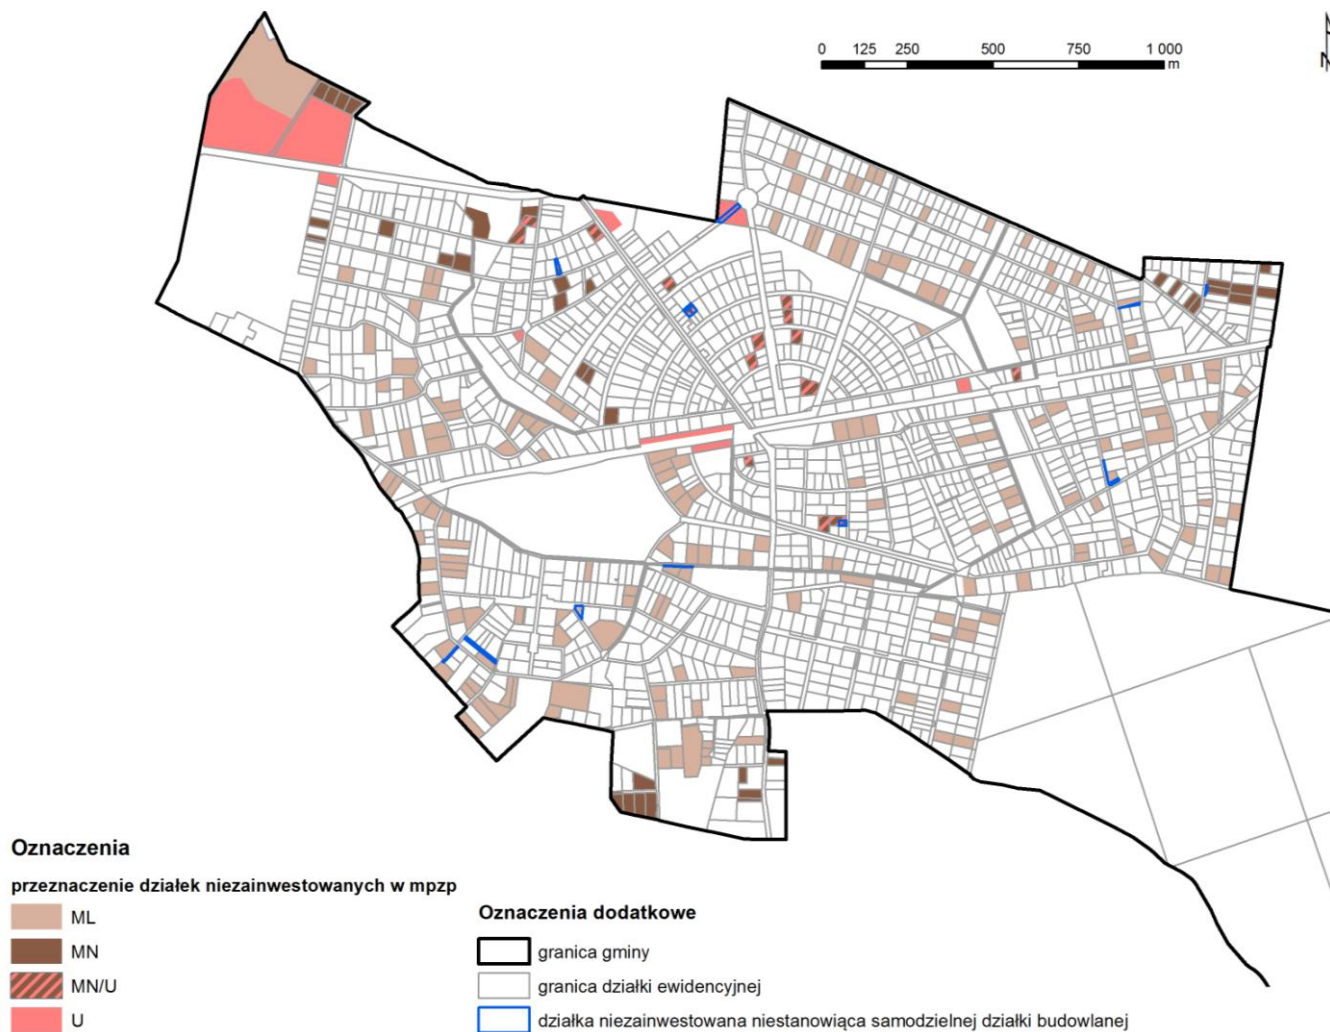 0 125 250 500 750 1 000
m
N
Oznaczenia
przeznaczenie działek niezainwestowanych w mpzp
ML
MN
MN/U
U
Oznaczenia dodatkowe
granica gminy
granica działki ewidencyjnej
działka niezainwestowana niestanowiąca samodzielnej działki budowlanej